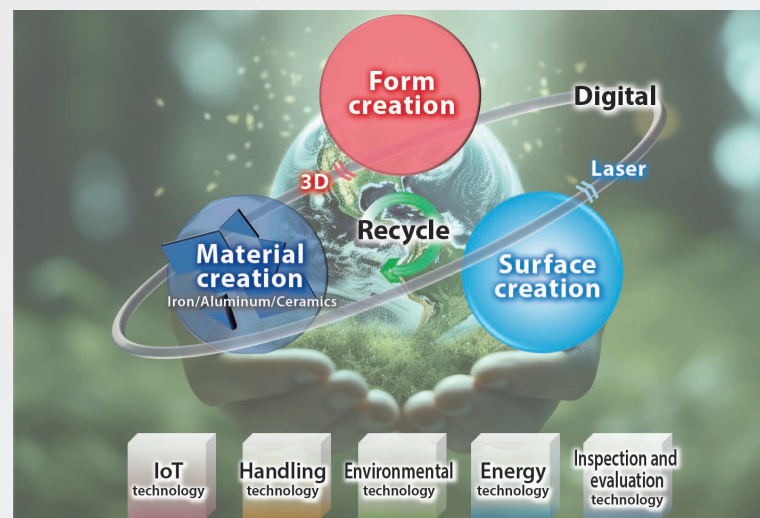 Form
creation
Digital
3D
Laser
Recycle
Material
creation
Iron/Aluminum/Ceramics
Surface
creation
IoT
technology
Handling
technology
Environmental
technology
Energy
technology
Inspection and
evaluation
technology